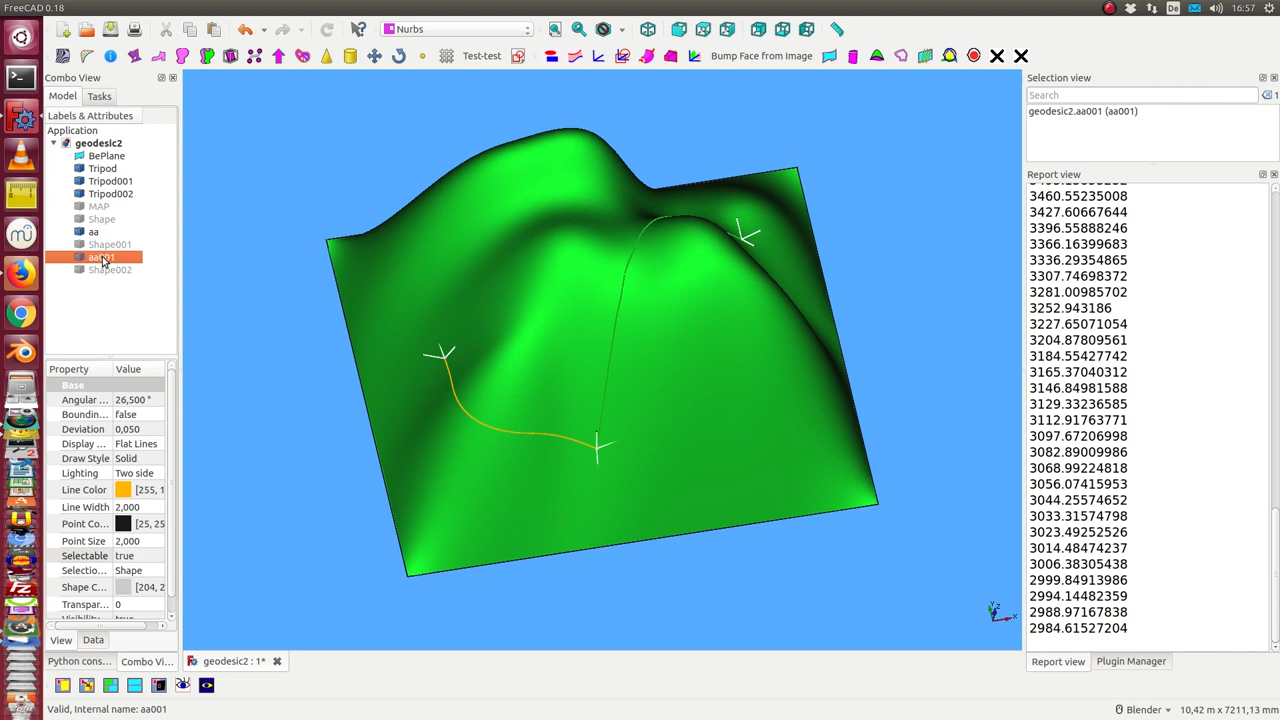 FreeCAD 0.18
De
16:57
Nurbs
Test-test
Bump Face from Image
Combo View
Model
Tasks
Labels & Attributes
Application
geodesic2
BePlane
Tripod
Tripod001
Tripod002
MAP
Shape
aa
Shape001
aa001
Shape002
Property
Value
Base
Angular ...
26,500 °
Boundin...
false
Deviation
0,050
Display ...
Flat Lines
Draw Style
Solid
Lighting
Two side
Line Color
[255, 1
Line Width
2,000
Point Co...
[25, 25
Point Size
2,000
Selectable
true
Selectio...
Shape
Shape C...
[204, 2
Transpar...
0
View
Data
Python cons...
Combo Vi...
geodesic2 : 1*
Valid, Internal name: aa001
Z
X
Selection view
Search
1
geodesic2.aa001 (aa001)
Report view
3460.55235008
3427.60667644
3396.55888246
3366.16399683
3336.29354865
3307.74698372
3281.00985702
3252.943186
3227.65071054
3204.87809561
3184.55427742
3165.37040312
3146.84981588
3129.33236585
3112.91763771
3097.67206998
3082.89009986
3068.99224818
3056.07415953
3044.25574652
3033.31574798
3023.49252526
3014.48474237
3006.38305438
2999.84913986
2994.14482359
2988.97167838
2984.61527204
Report view
Plugin Manager
Blender
10,42 m x 7211,13 mm